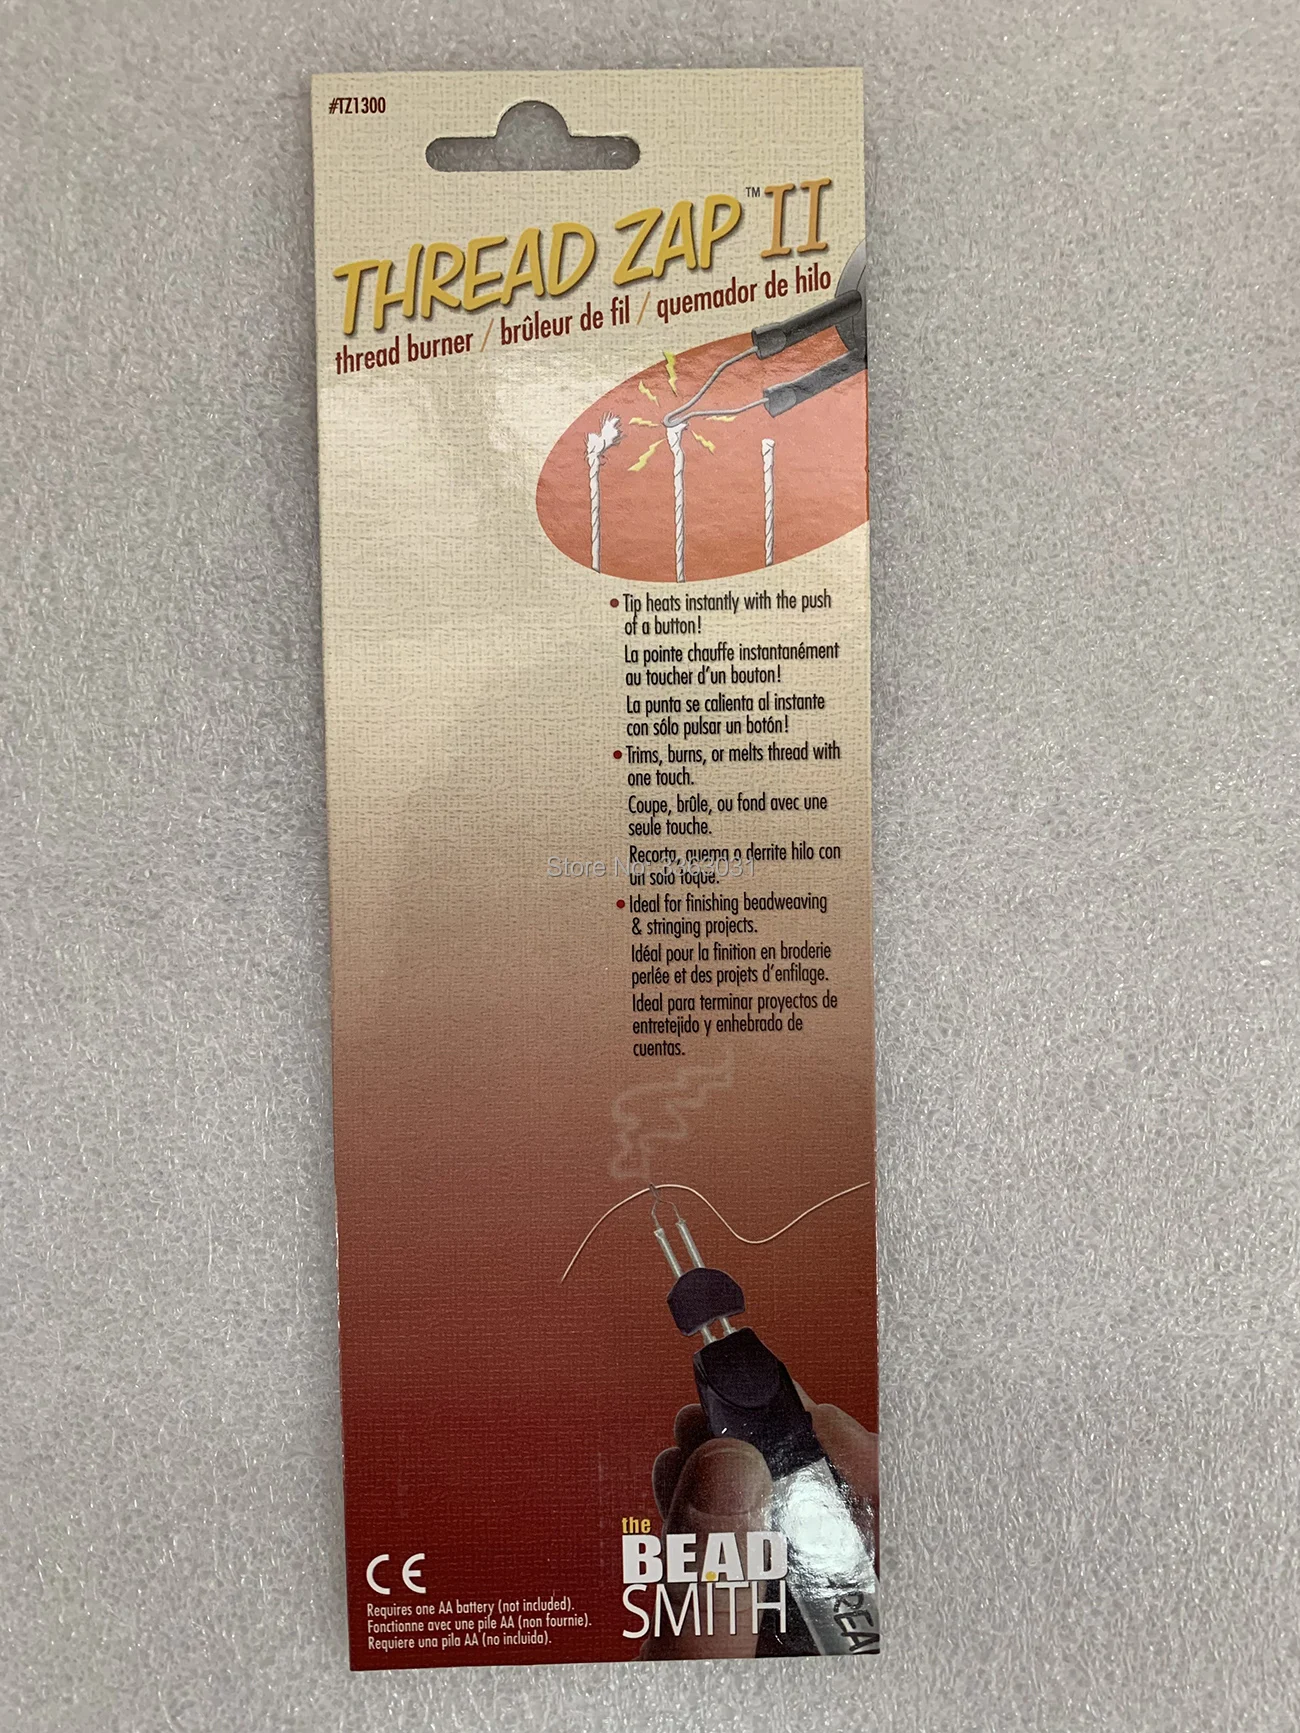 #TZ1300
THREAD ZAP™ II
thread burner / brûleur de fil / quemador de hilo
• Tip heats instantly with the push
of a button!
La pointe chauffe instantanément
au toucher d'un bouton!
La punta se calienta al instante
con sólo pulsar un botón!
• Trims, burns, or melts thread with
one touch.
Coupe, brûle, ou fond avec une
seule touche.
Recorta, quema o derrite hilo con
un solo toque.
Store No: 3363031
• Ideal for finishing beadweaving
& stringing projects.
Idéal pour la finition en broderie
perlée et des projets d'enfilage.
Ideal para terminar proyectos de
entretejido y enhebrado de
cuentas.
the
BEAD
SMITH
CE
Requires one AA battery (not included).
Fonctionne avec une pile AA (non fournie).
Requiere una pila AA (no incluida).